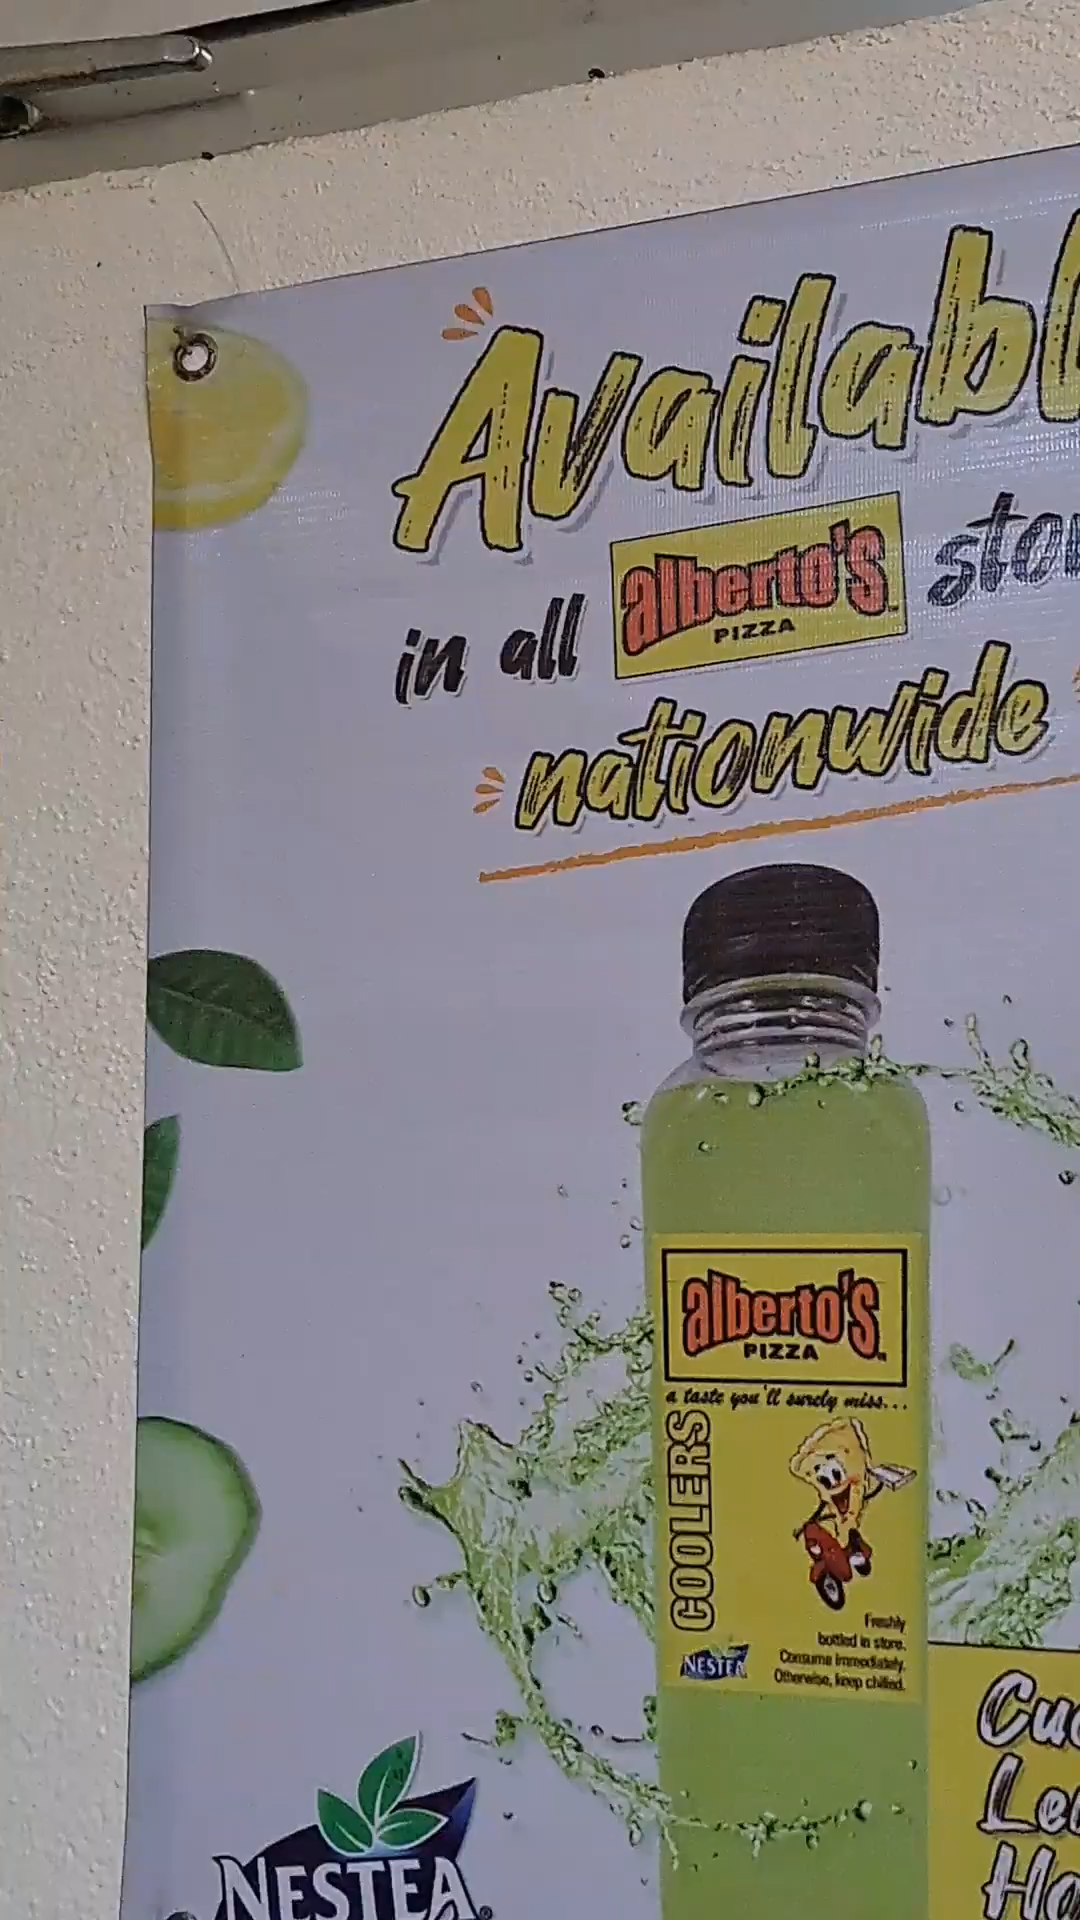 Availabl
in all alberto's PIZZA stor
nationwide
alberto's
PIZZA
a taste you'll surely miss...
COOLERS
Freshly
bottled in store.
Consume immediately.
Otherwise, keep chilled.
NESTEA
Cuc
Le
Ho
NESTEA